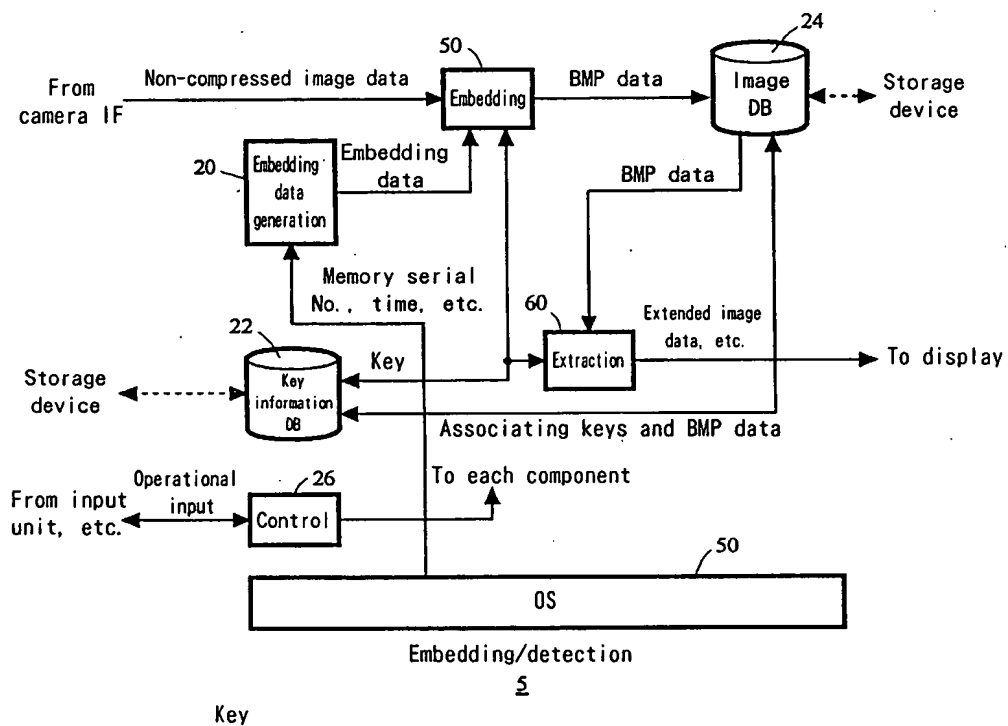 50
24
From
camera IF
Non-compressed image data
Embedding
BMP data
Image
DB
Storage
device
20
Embedding
data
generation
Embedding
data
BMP data
Memory serial
No., time, etc.
60
Extraction
Extended image
data, etc.
To display
22
Key
information
DB
Key
Storage
device
Associating keys and BMP data
To each component
From input
unit, etc.
Operational
input
26
Control
50
OS
Embedding/detection
5
Key